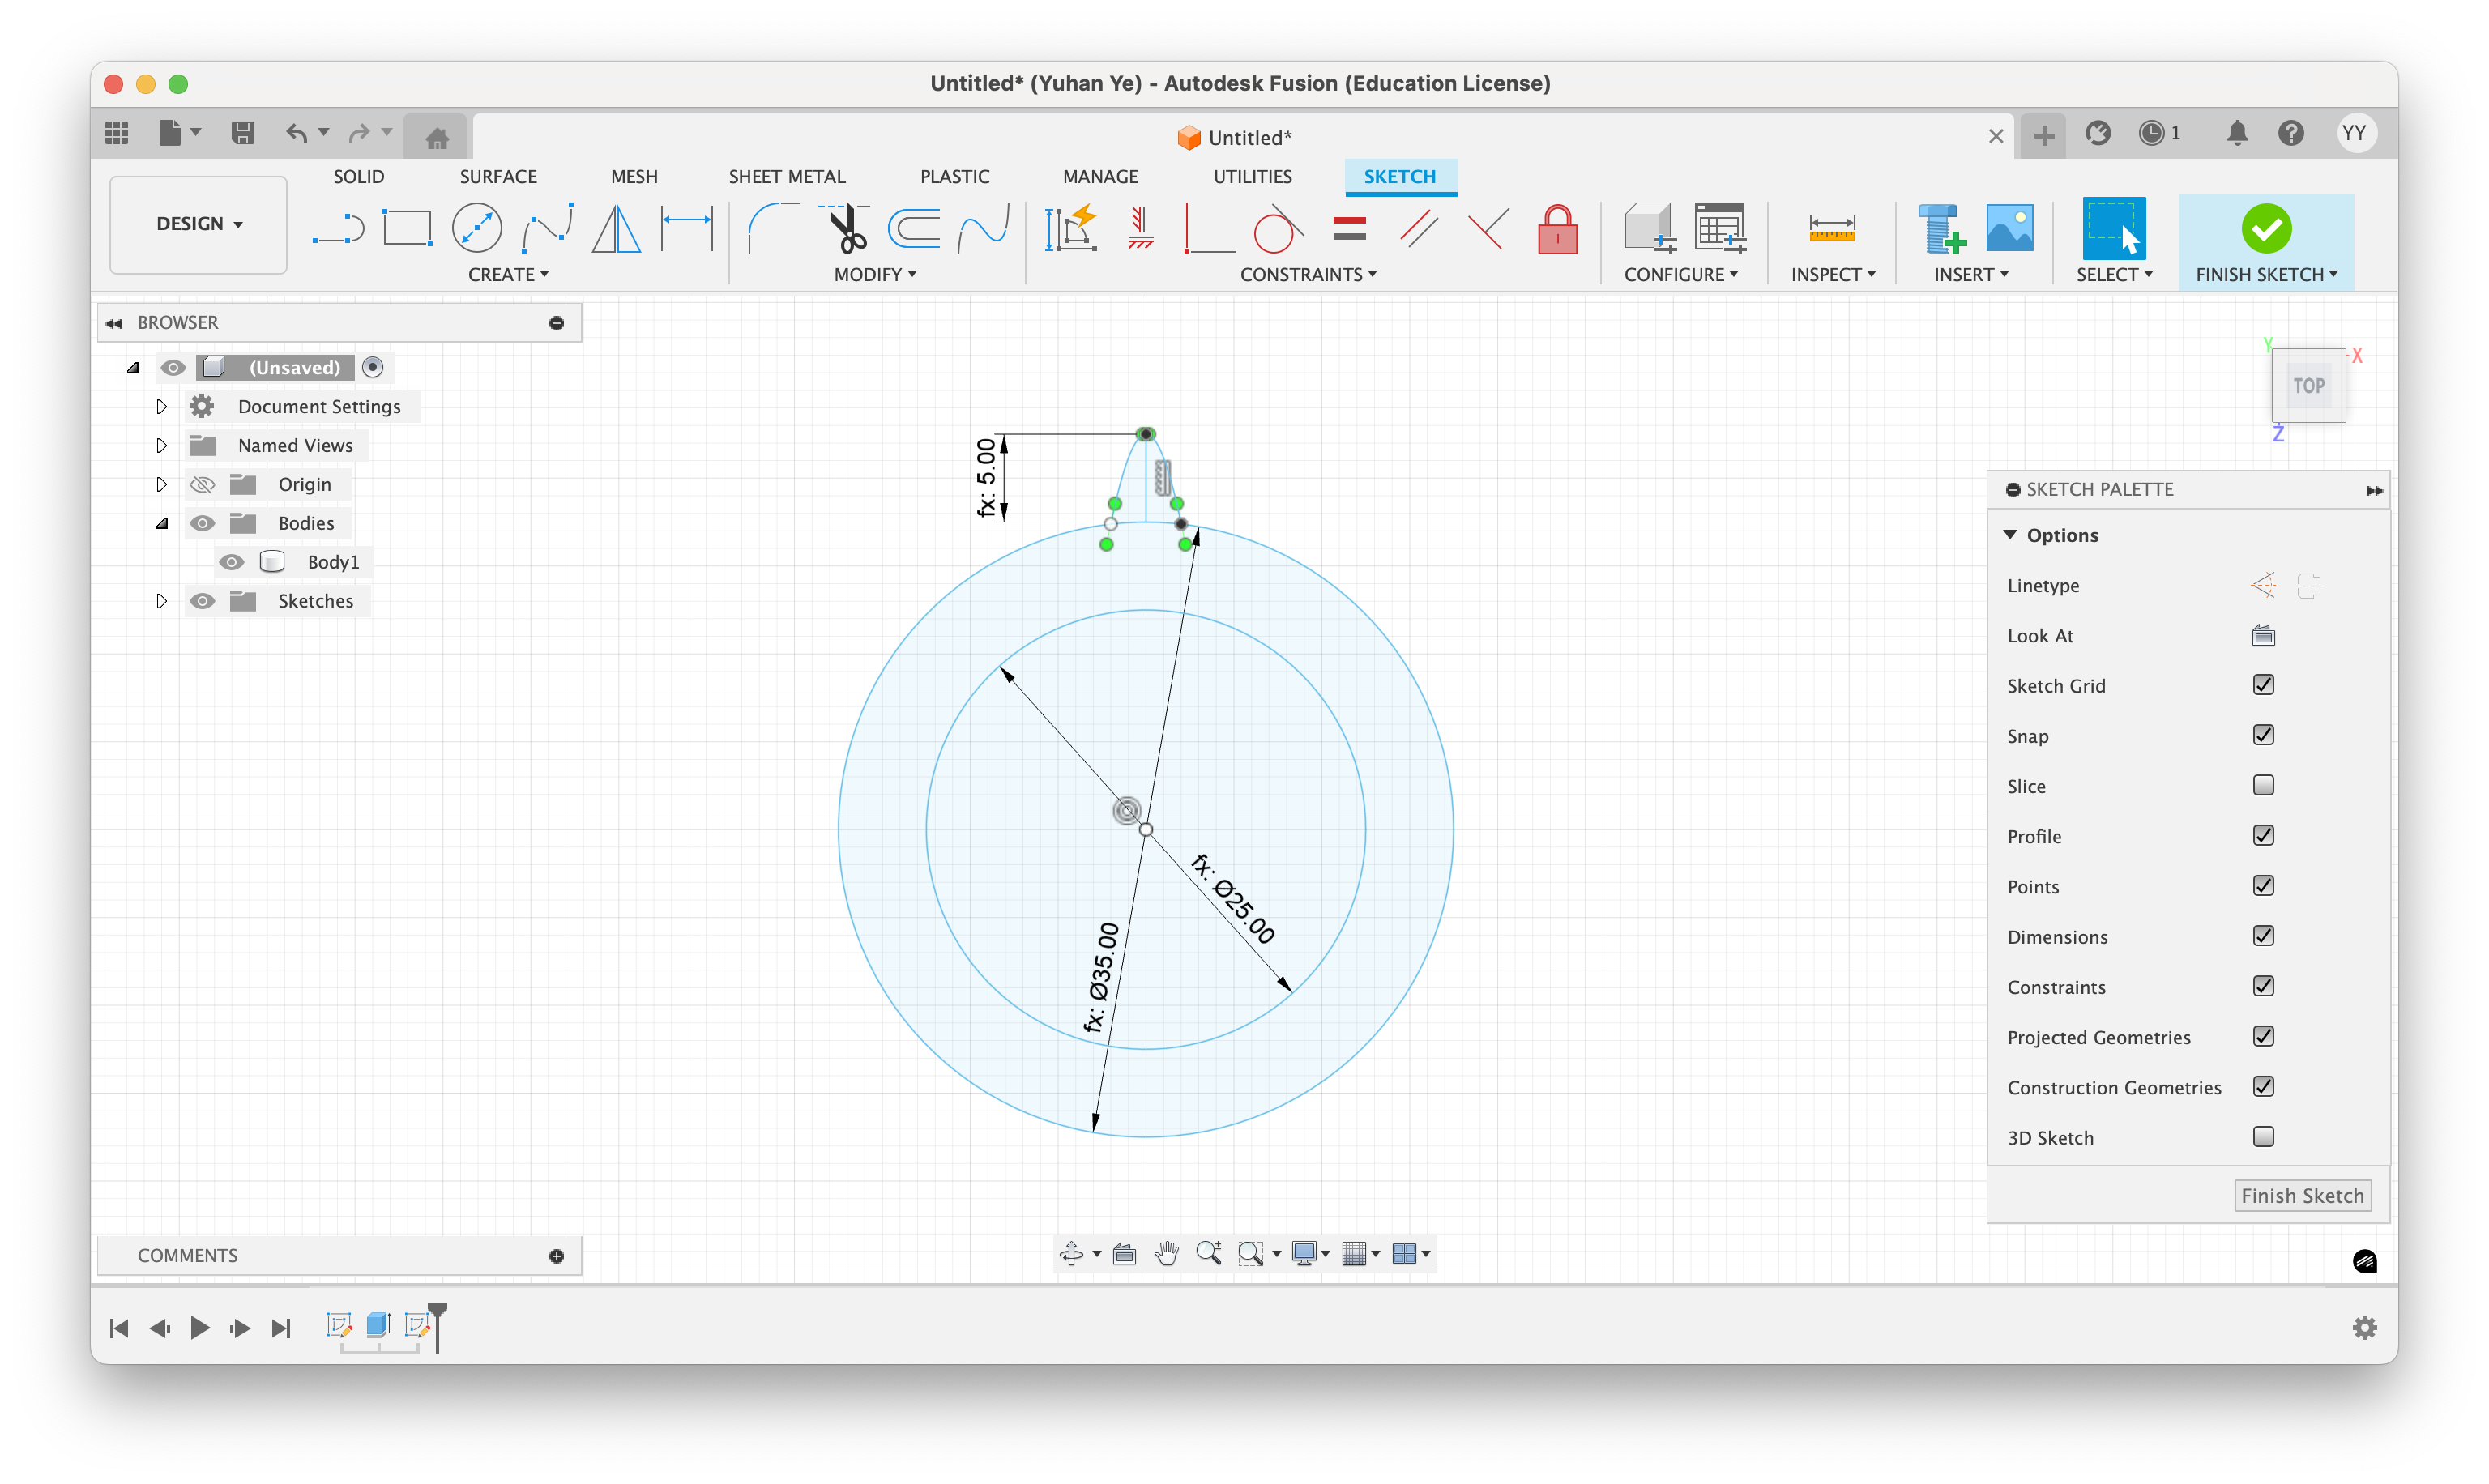 Untitled* (Yuhan Ye) - Autodesk Fusion (Education License)
Untitled*
1
YY
DESIGN
SOLID
SURFACE
MESH
SHEET METAL
PLASTIC
MANAGE
UTILITIES
SKETCH
CREATE
MODIFY
CONSTRAINTS
CONFIGURE
INSPECT
INSERT
SELECT
FINISH SKETCH
BROWSER
(Unsaved)
Document Settings
Named Views
Origin
Bodies
Body1
Sketches
fx: 5.00
fx: Ø25.00
fx: Ø35.00
Y
X
TOP
Z
SKETCH PALETTE
Options
Linetype
Look At
Sketch Grid
Snap
Slice
Profile
Points
Dimensions
Constraints
Projected Geometries
Construction Geometries
3D Sketch
Finish Sketch
COMMENTS